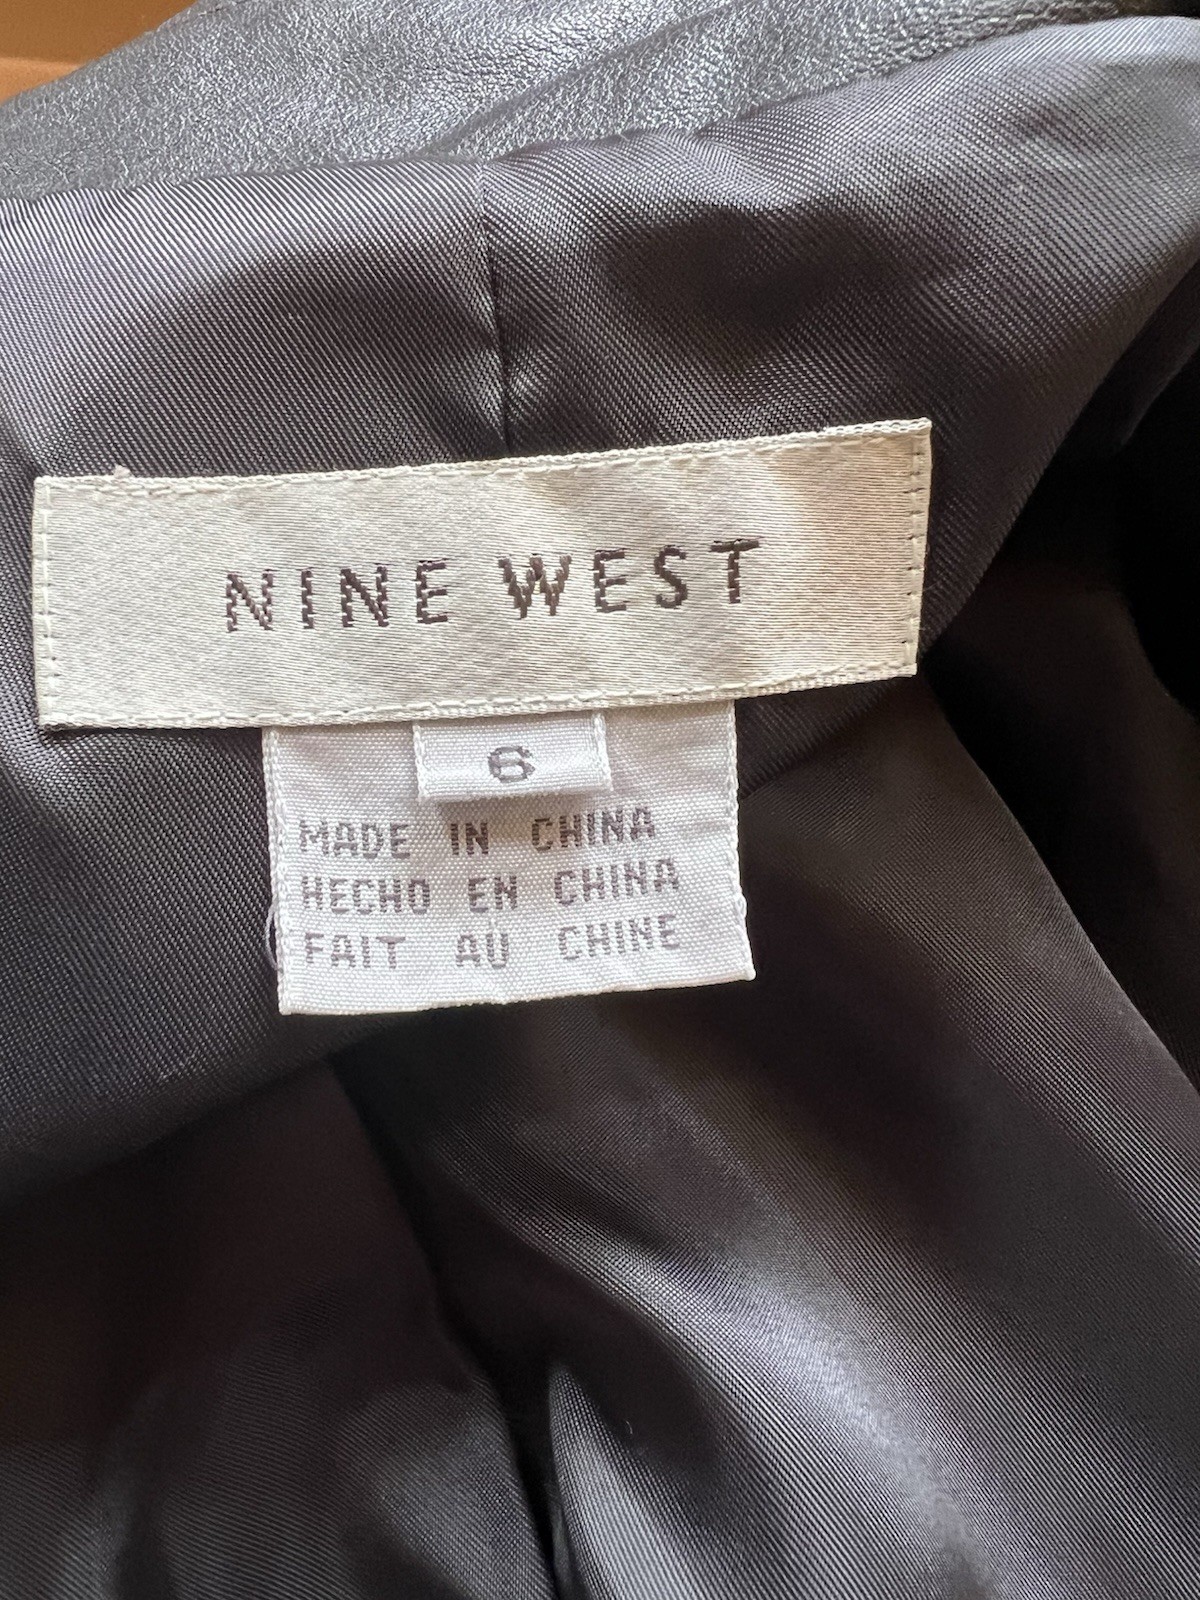 NINE WEST
6
MADE IN CHINA
HECHO EN CHINA
FAIT AU CHINE